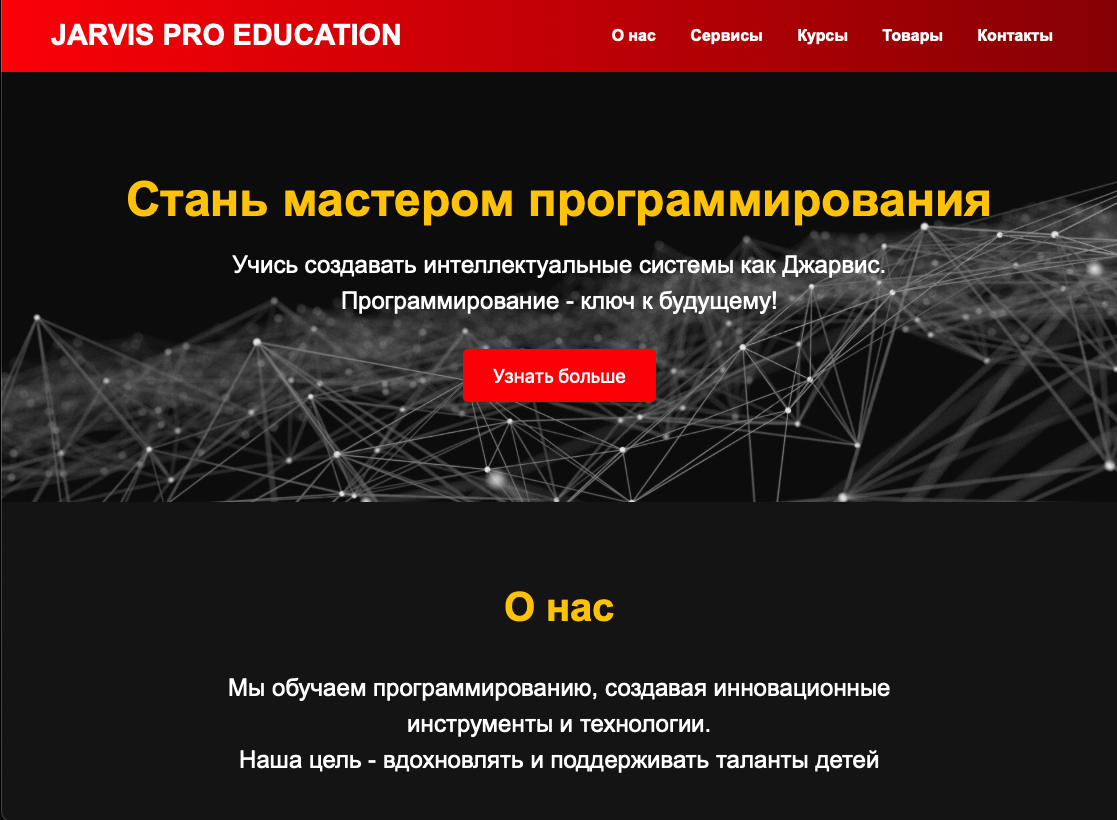 JARVIS PRO EDUCATION
О нас Сервисы Курсы Товары Контакты
Стань мастером программирования
Учись создавать интеллектуальные системы как Джарвис.
Программирование - ключ к будущему!
Узнать больше
О нас
Мы обучаем программированию, создавая инновационные
инструменты и технологии.
Наша цель - вдохновлять и поддерживать таланты детей